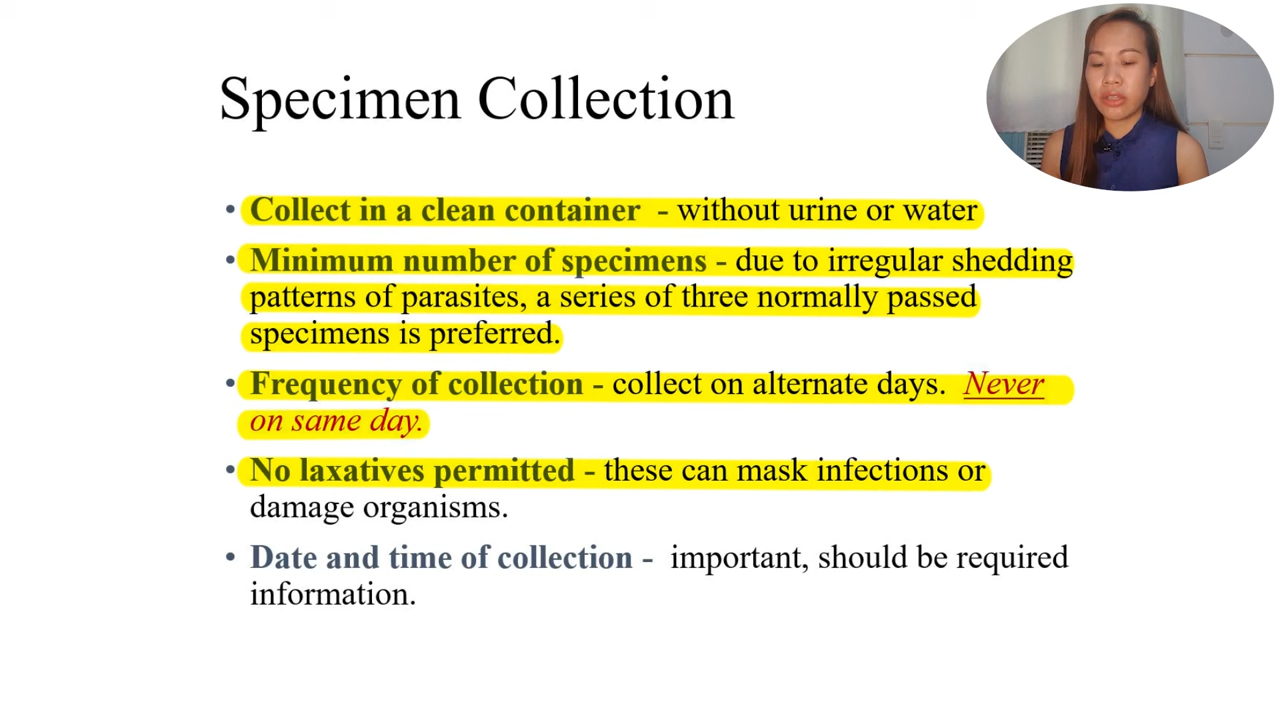 Specimen Collection
• Collect in a clean container - without urine or water
• Minimum number of specimens - due to irregular shedding
patterns of parasites, a series of three normally passed
specimens is preferred.
• Frequency of collection - collect on alternate days. Never
on same day.
• No laxatives permitted - these can mask infections or
damage organisms.
• Date and time of collection - important, should be required
information.